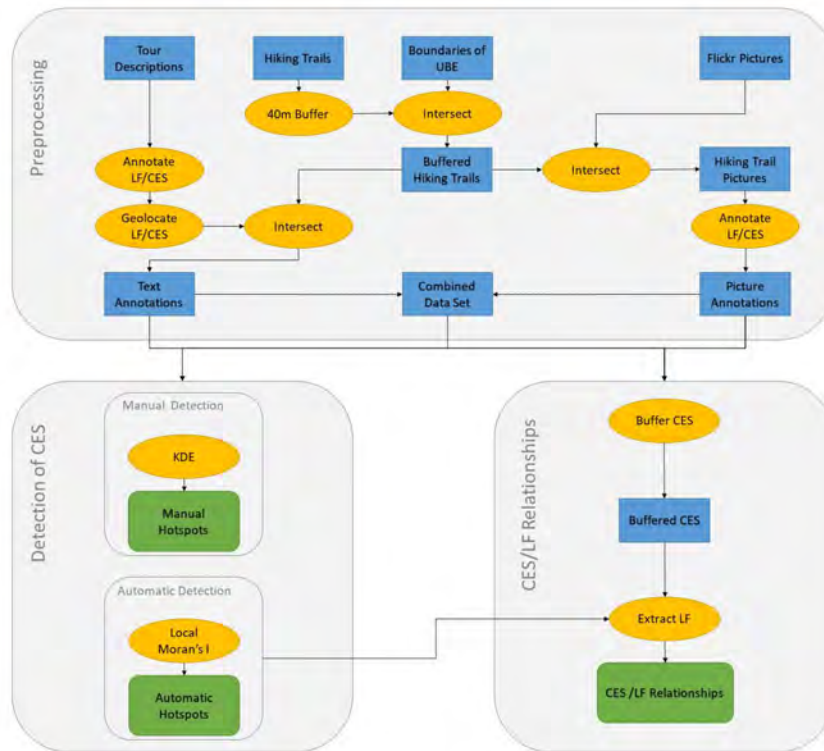 Preprocessing
Tour
Descriptions
Hiking Trails
Boundaries of
UBE
Flickr Pictures
40m Buffer
Intersect
Annotate
LF/CES
Buffered
Hiking Trails
Intersect
Hiking Trail
Pictures
Geolocate
LF/CES
Intersect
Annotate
LF/CES
Text
Annotations
Combined
Data Set
Picture
Annotations
Detection of CES
Manual Detection
KDE
Manual
Hotspots
Automatic Detection
Local
Moran's I
Automatic
Hotspots
CES/LF Relationships
Buffer CES
Buffered CES
Extract LF
CES /LF Relationships